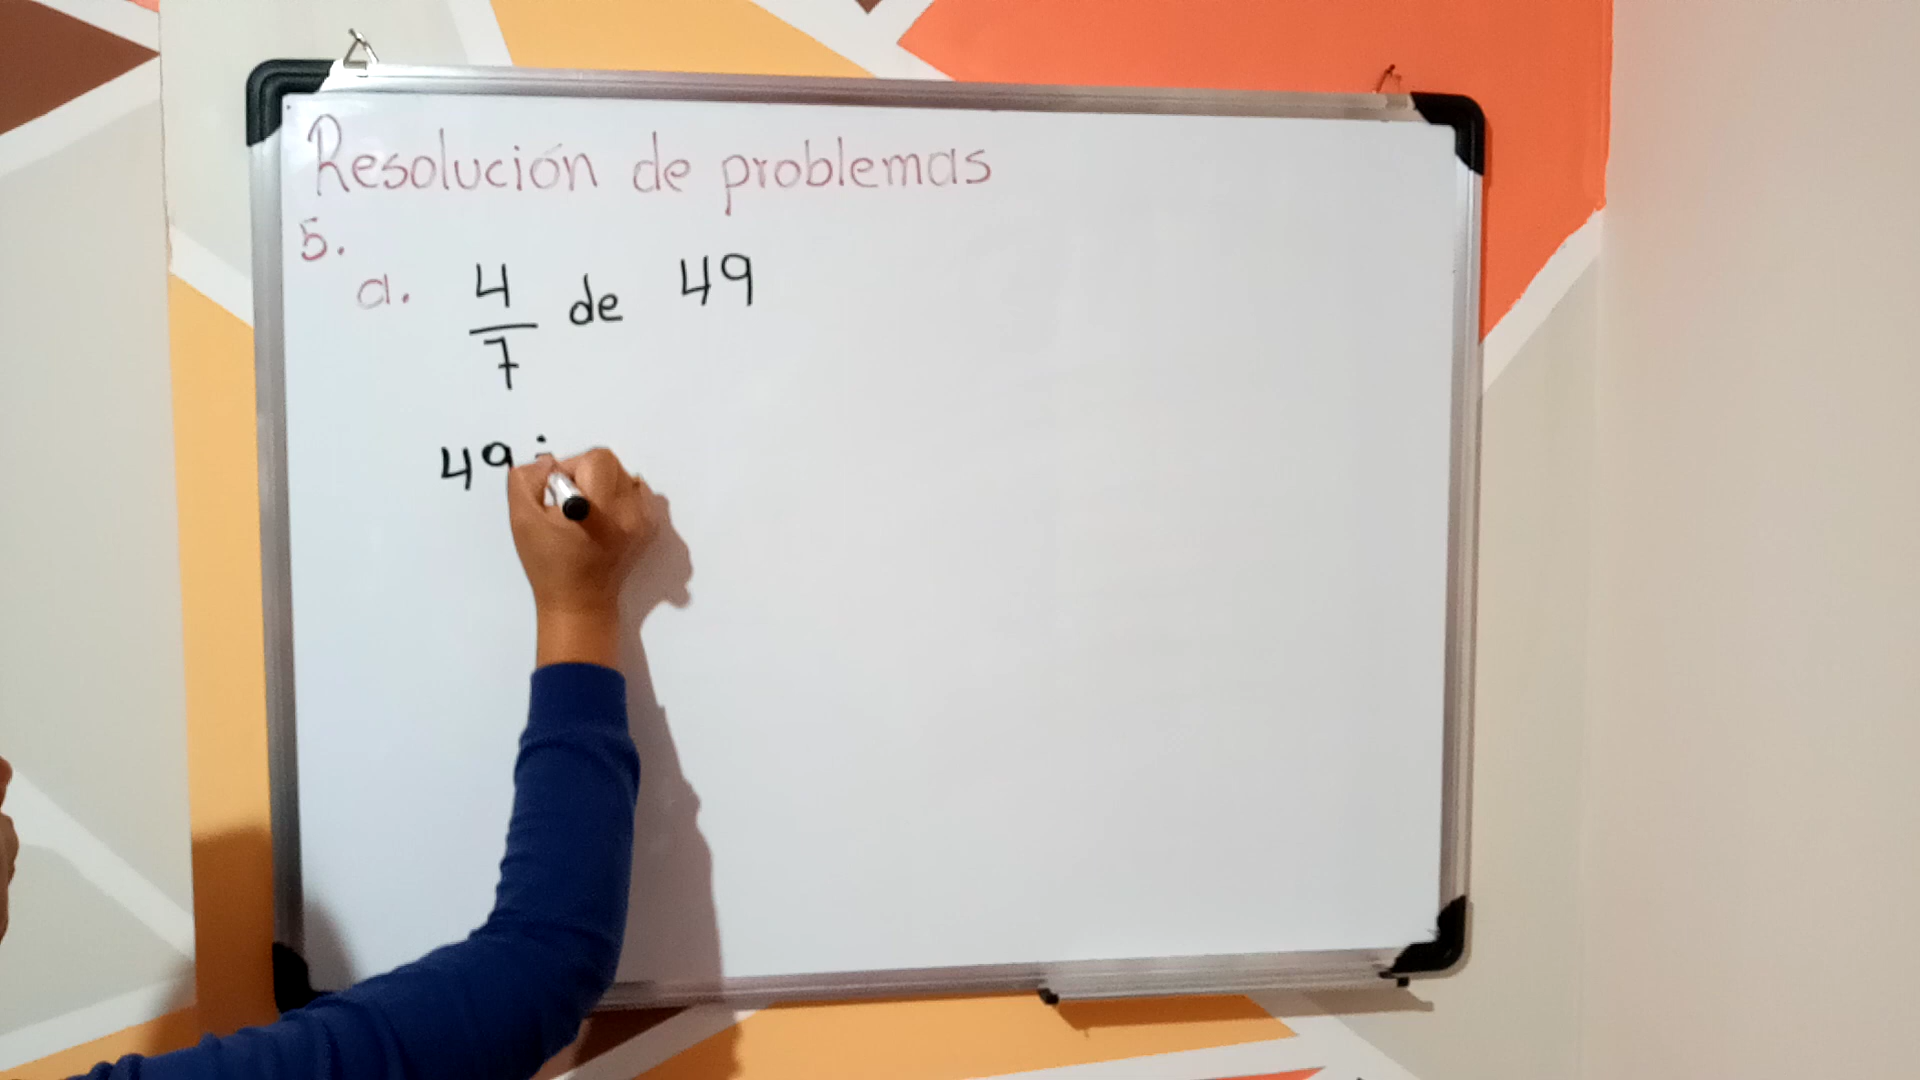 Resolución de problemas
5.
a. 4/7 de 49
49 ÷